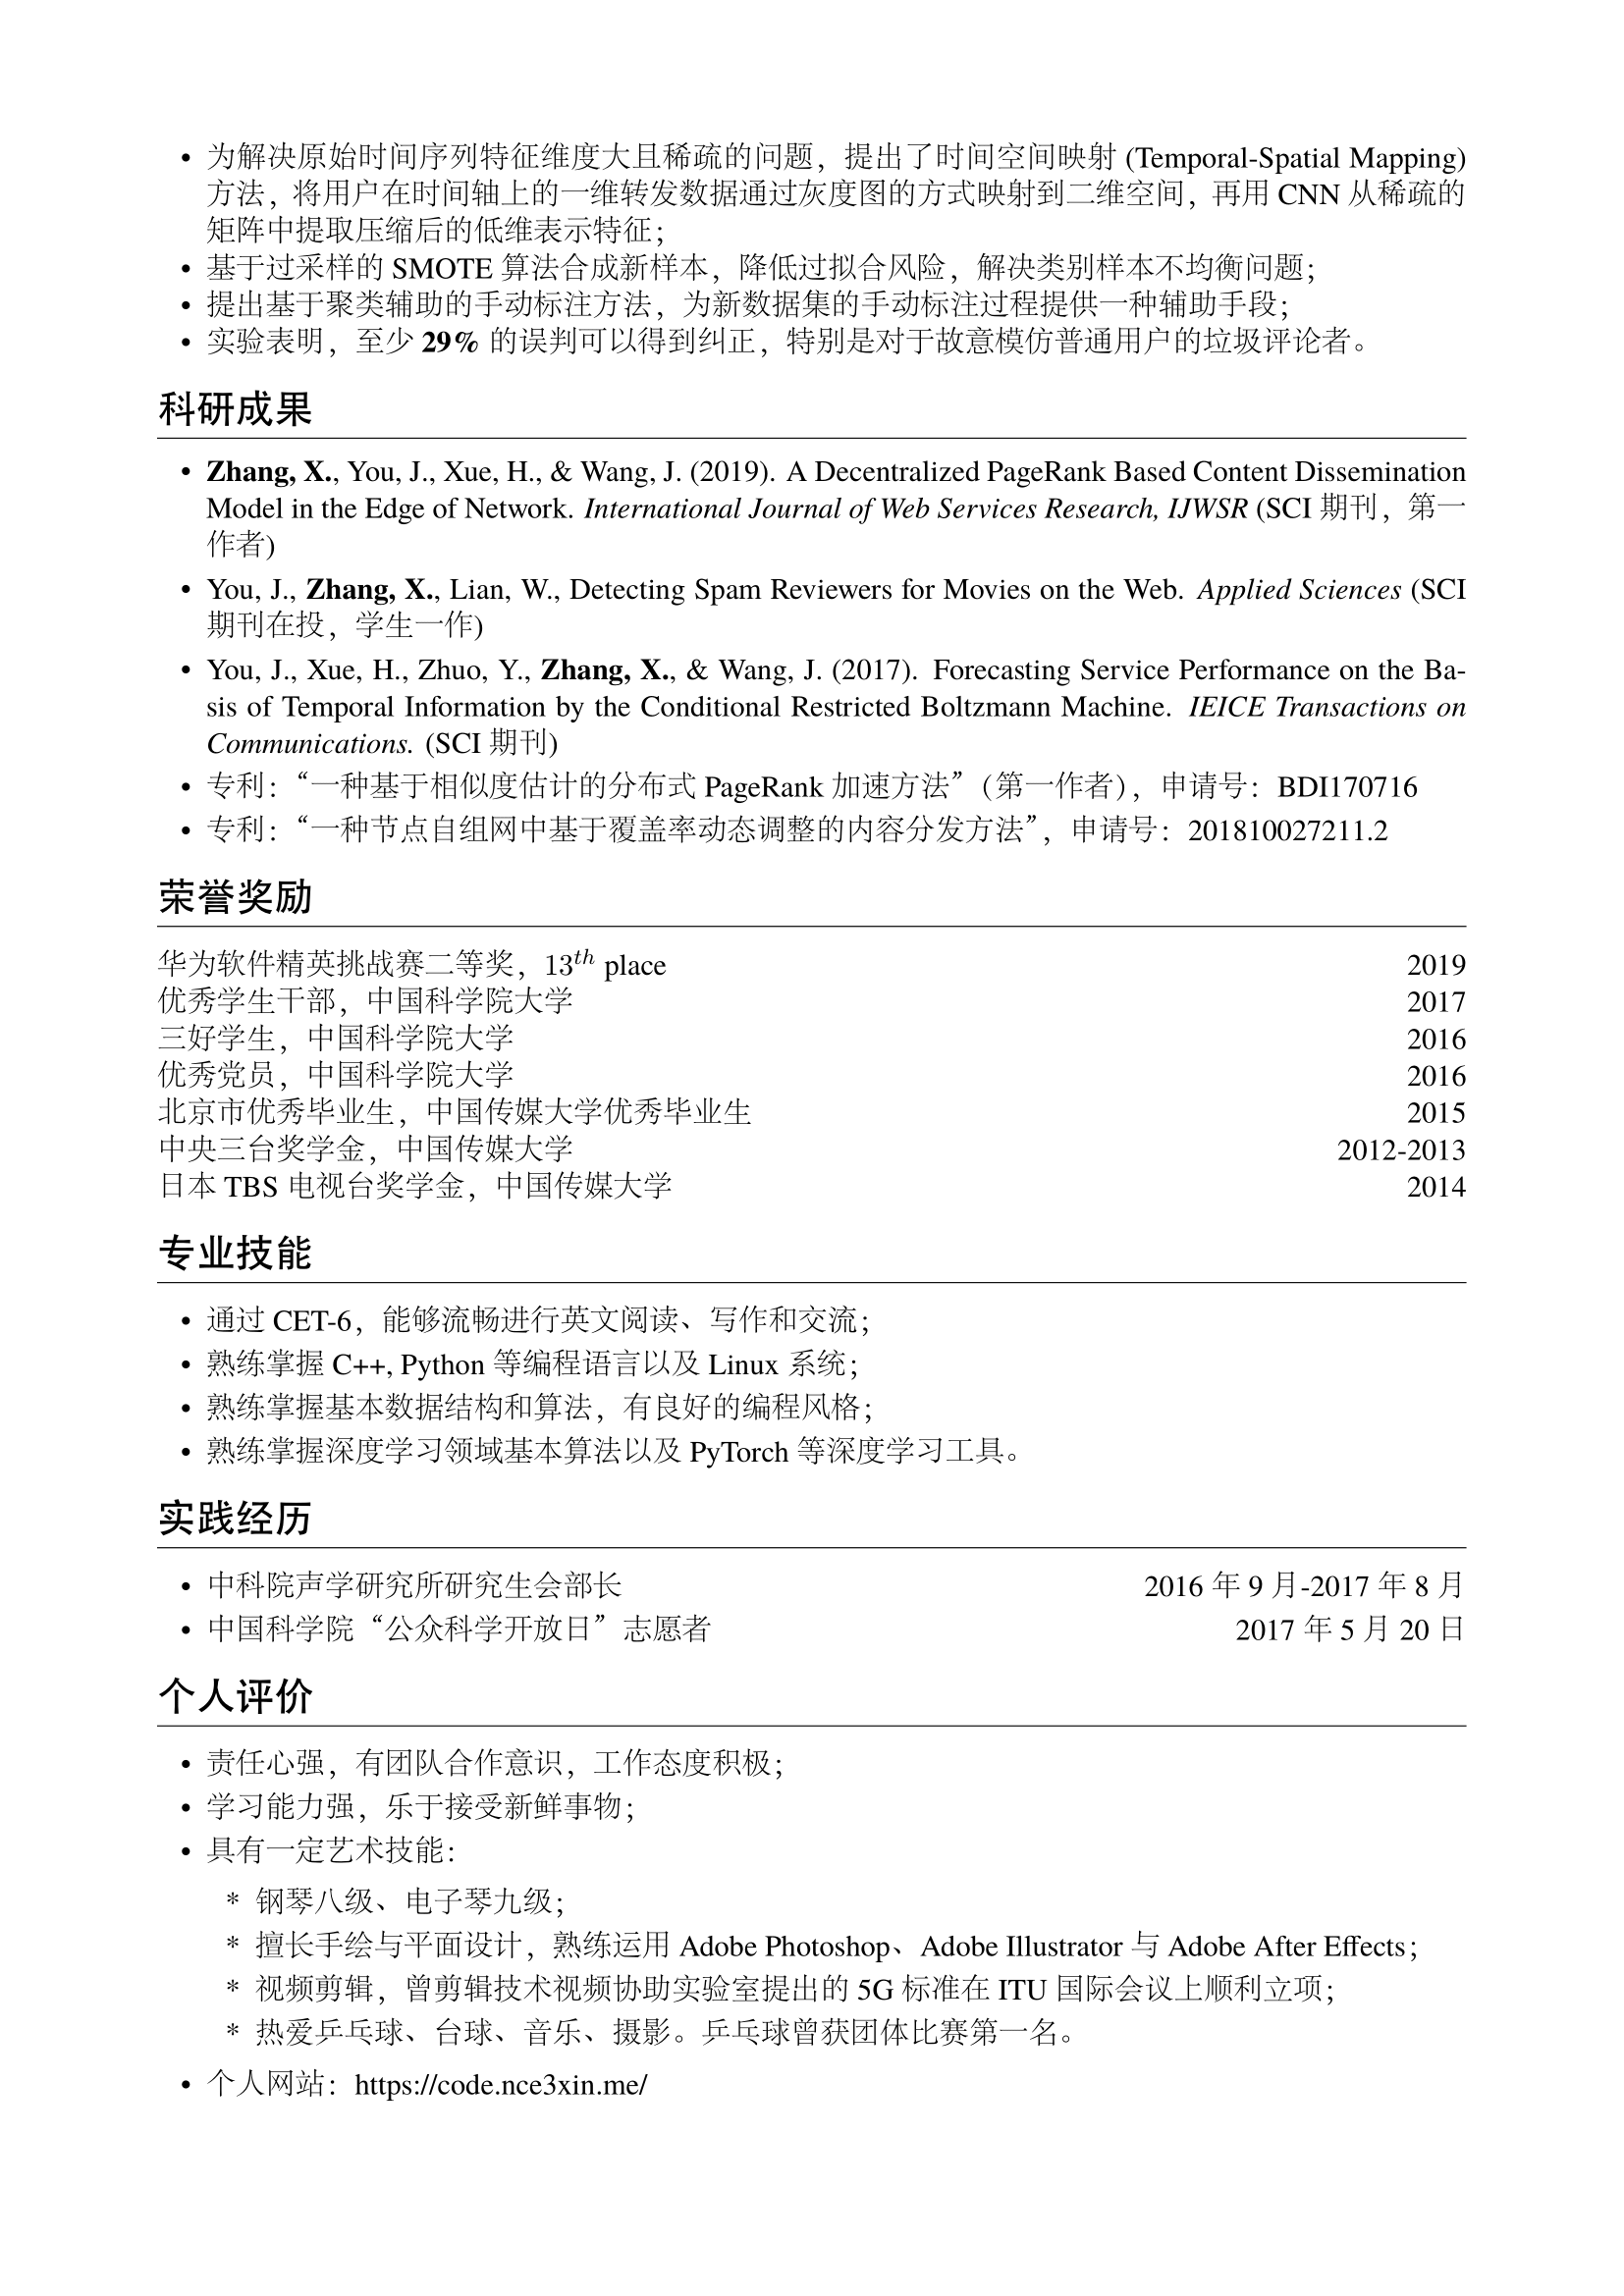 • 为解决原始时间序列特征维度大且稀疏的问题，提出了时间空间映射 (Temporal-Spatial Mapping)
方法，将用户在时间轴上的一维转发数据通过灰度图的方式映射到二维空间，再用 CNN 从稀疏的
矩阵中提取压缩后的低维表示特征；
• 基于过采样的 SMOTE 算法合成新样本，降低过拟合风险，解决类别样本不均衡问题；
• 提出基于聚类辅助的手动标注方法，为新数据集的手动标注过程提供一种辅助手段；
• 实验表明，至少 29% 的误判可以得到纠正，特别是对于故意模仿普通用户的垃圾评论者。
科研成果
• Zhang, X., You, J., Xue, H., & Wang, J. (2019). A Decentralized PageRank Based Content Dissemination
Model in the Edge of Network. International Journal of Web Services Research, IJWSR (SCI 期刊，第一
作者)
• You, J., Zhang, X., Lian, W., Detecting Spam Reviewers for Movies on the Web. Applied Sciences (SCI
期刊在投，学生一作)
• You, J., Xue, H., Zhuo, Y., Zhang, X., & Wang, J. (2017). Forecasting Service Performance on the Ba-
sis of Temporal Information by the Conditional Restricted Boltzmann Machine. IEICE Transactions on
Communications. (SCI 期刊)
• 专利：“一种基于相似度估计的分布式 PageRank 加速方法”（第一作者），申请号：BDI170716
• 专利：“一种节点自组网中基于覆盖率动态调整的内容分发方法”，申请号：201810027211.2
荣誉奖励
华为软件精英挑战赛二等奖，13th place 2019
优秀学生干部，中国科学院大学 2017
三好学生，中国科学院大学 2016
优秀党员，中国科学院大学 2016
北京市优秀毕业生，中国传媒大学优秀毕业生 2015
中央三台奖学金，中国传媒大学 2012-2013
日本 TBS 电视台奖学金，中国传媒大学 2014
专业技能
• 通过 CET-6，能够流畅进行英文阅读、写作和交流；
• 熟练掌握 C++, Python 等编程语言以及 Linux 系统；
• 熟练掌握基本数据结构和算法，有良好的编程风格；
• 熟练掌握深度学习领域基本算法以及 PyTorch 等深度学习工具。
实践经历
• 中科院声学研究所研究生会部长 2016 年 9 月-2017 年 8 月
• 中国科学院“公众科学开放日”志愿者 2017 年 5 月 20 日
个人评价
• 责任心强，有团队合作意识，工作态度积极；
• 学习能力强，乐于接受新鲜事物；
• 具有一定艺术技能：
* 钢琴八级、电子琴九级；
* 擅长手绘与平面设计，熟练运用 Adobe Photoshop、Adobe Illustrator 与 Adobe After Effects；
* 视频剪辑，曾剪辑技术视频协助实验室提出的 5G 标准在 ITU 国际会议上顺利立项；
* 热爱乒乓球、台球、音乐、摄影。乒乓球曾获团体比赛第一名。
• 个人网站：https://code.nce3xin.me/